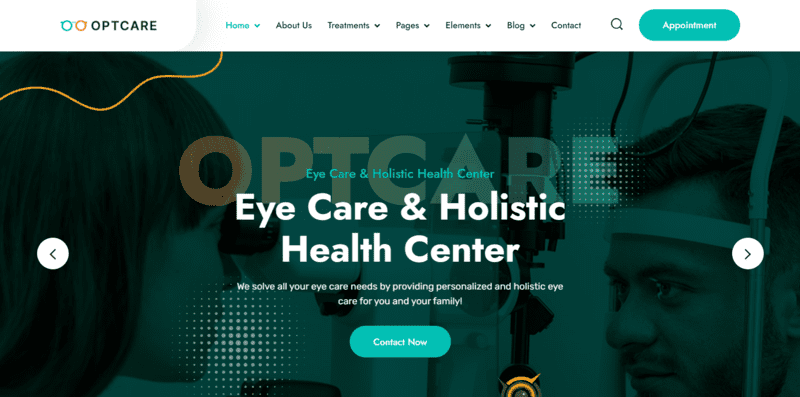 OPTCARE
Home About Us Treatments Pages Elements Blog Contact
Appointment
OPTCARE
Eye Care & Holistic Health Center
Eye Care & Holistic
Health Center
We solve all your eye care needs by providing personalized and holistic eye
care for you and your family!
Contact Now